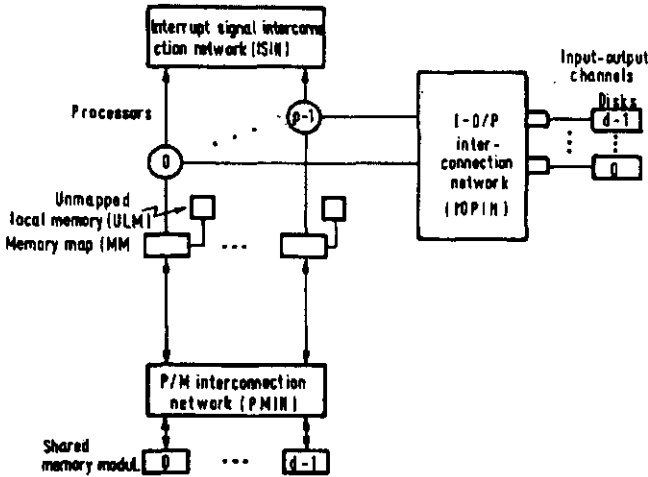 Interrupt signal interconne
ction network (ISIN)
Input-output
channels
Processors
Disks
p-1
d-1
I-O/P
inter-
connection
network
(IOPIN)
0
0
Unmapped
local memory (ULM)
Memory map (MM
P/M interconnection
network (PMIN)
Shared
memory modul.
0
d-1